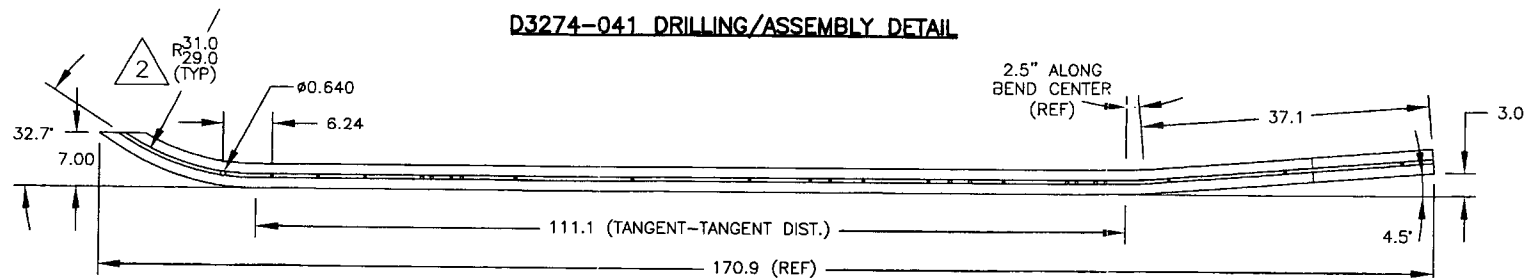 D3274-041 DRILLING/ASSEMBLY DETAIL
2
R31.0
29.0
(TYP)
Ø0.640
6.24
32.7°
7.00
2.5" ALONG
BEND CENTER
(REF)
37.1
3.0
111.1 (TANGENT-TANGENT DIST.)
4.5°
170.9 (REF)